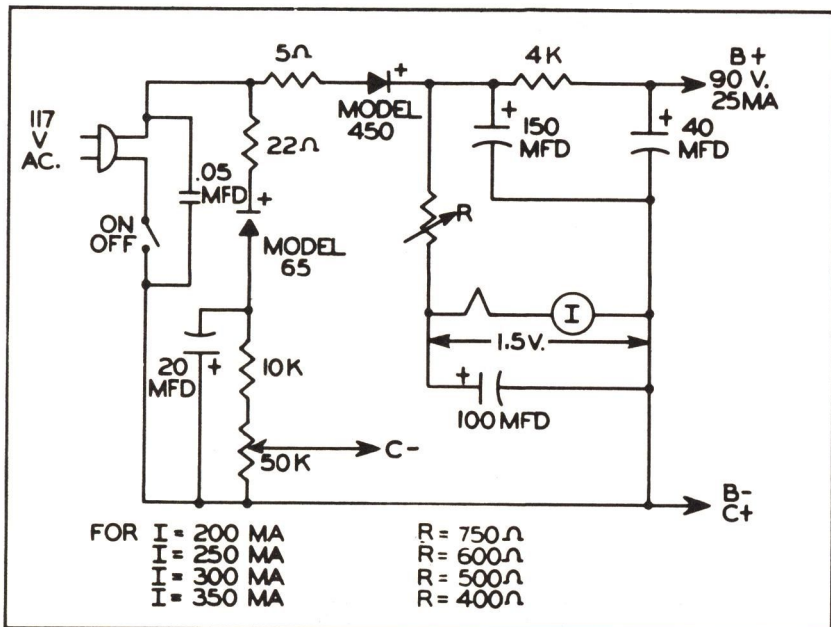 5Ω
4K
B+
90 V.
25MA
117
V
AC.
+
MODEL
450
+
150
MFD
+
40
MFD
22Ω
.05
MFD
+
R
ON
OFF
MODEL
65
I
1.5V.
20
MFD
+
10K
+
100MFD
50K
C-
B-
C+
FOR I = 200 MA R = 750Ω
I = 250 MA R = 600Ω
I = 300 MA R = 500Ω
I = 350 MA R = 400Ω